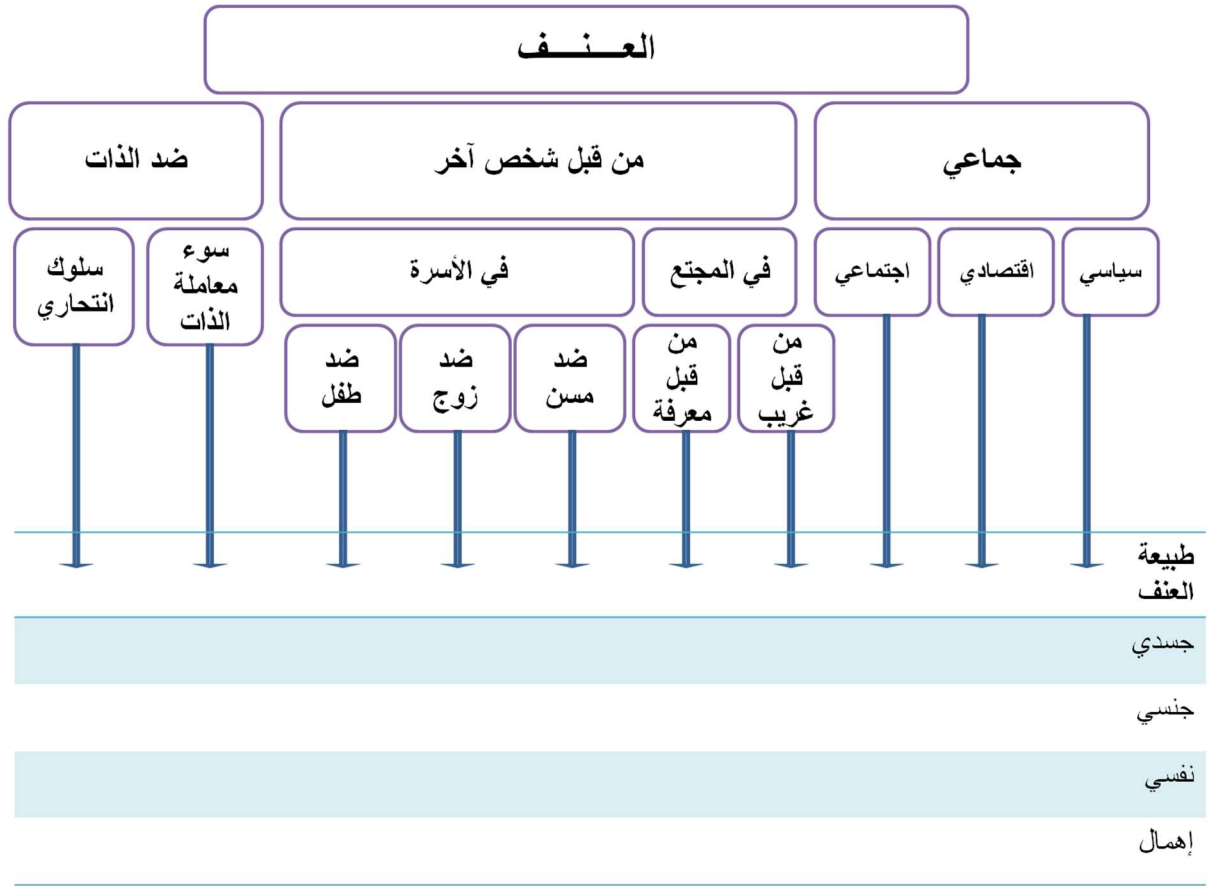 العـــنـــف
جماعي
من قبل شخص آخر
ضد الذات
سياسي
اقتصادي
اجتماعي
في المجتع
في الأسرة
سوء
معاملة
الذات
سلوك
انتحاري
من
قبل
غريب
من
قبل
معرفة
ضد
مسن
ضد
زوج
ضد
طفل
طبيعة
العنف
جسدي
جنسي
نفسي
إهمال